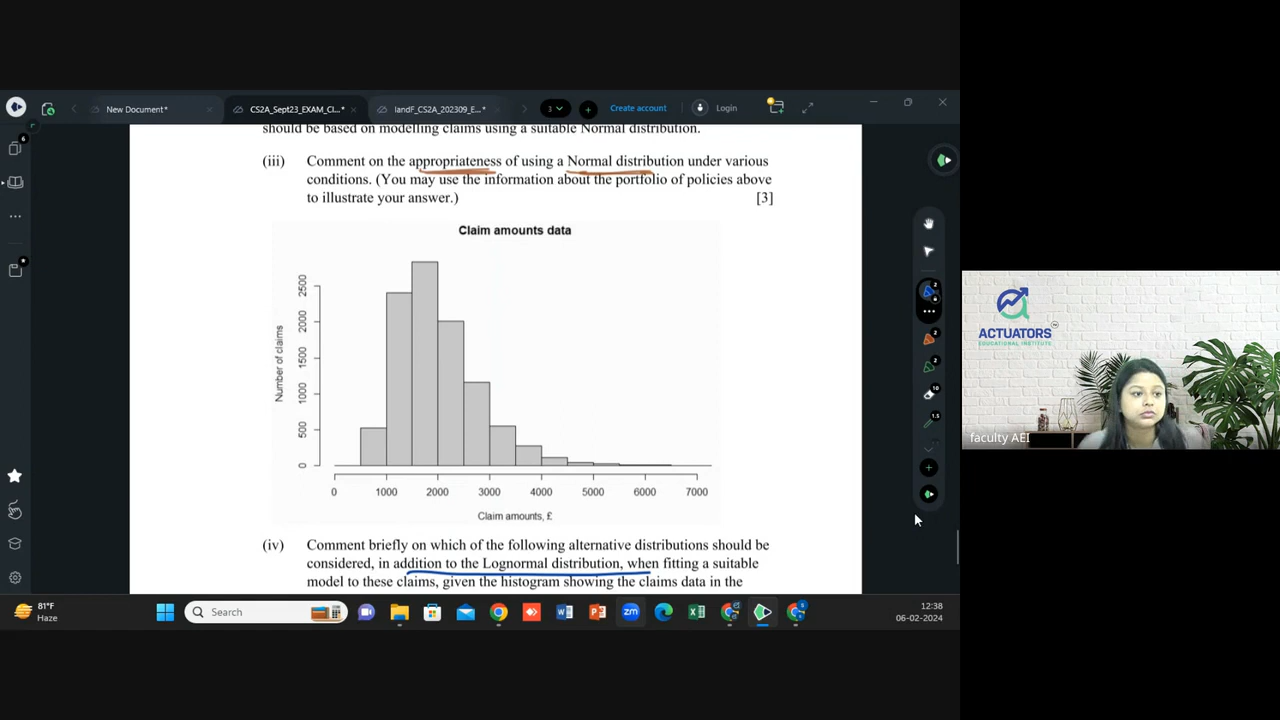 New Document*
CS2A_Sept23_EXAM_Cl...*
IandF_CS2A_202309_E...*
3
Create account
Login
should be based on modelling claims using a suitable Normal distribution.
(iii) Comment on the appropriateness of using a Normal distribution under various
conditions. (You may use the information about the portfolio of policies above
to illustrate your answer.) [3]
Claim amounts data
Number of claims
2500
2000
1500
1000
500
0
0 1000 2000 3000 4000 5000 6000 7000
Claim amounts, £
(iv) Comment briefly on which of the following alternative distributions should be
considered, in addition to the Lognormal distribution, when fitting a suitable
model to these claims, given the histogram showing the claims data in the
ACTUATORS
EDUCATIONAL INSTITUTE
faculty AEI
81°F
Haze
Search
zm
12:38
06-02-2024